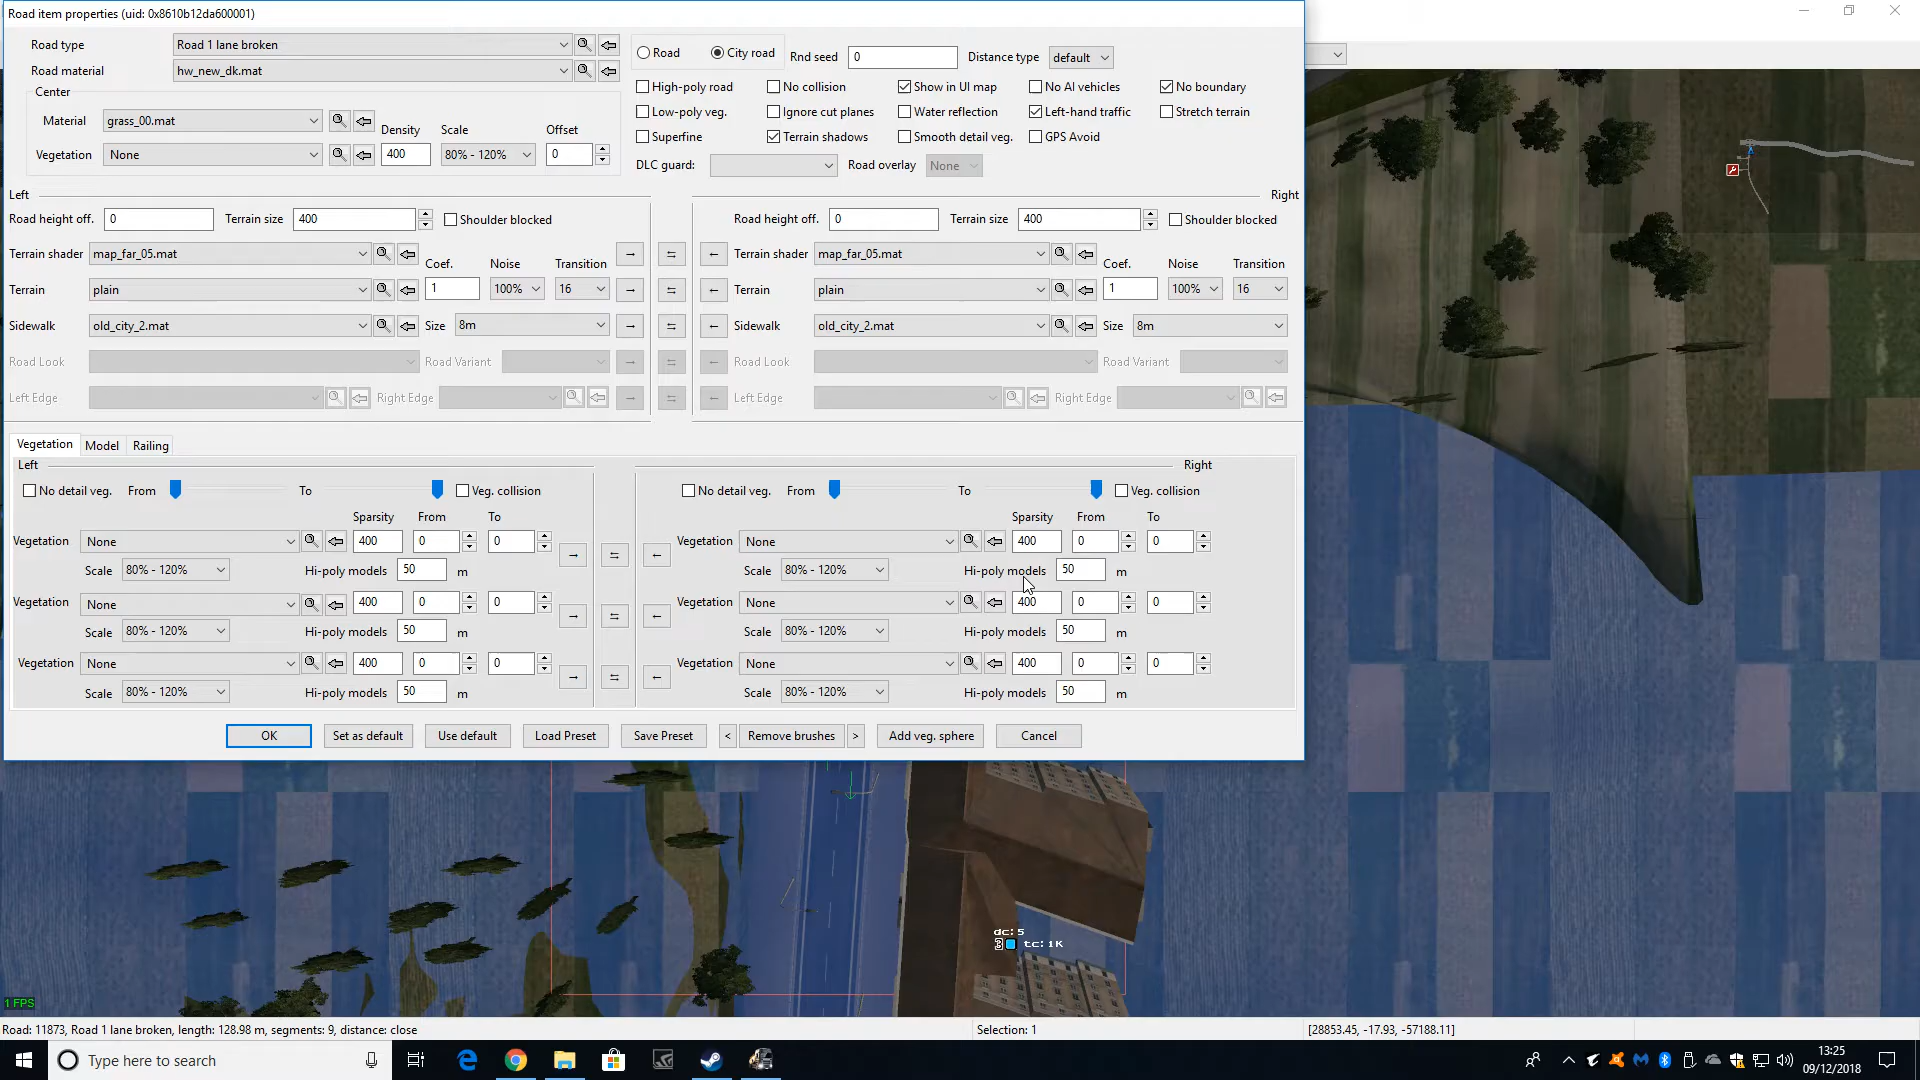 Road item properties (uid: 0x8610b12da600001)
Road type Road 1 lane broken
Road material hw_new_dk.mat
Road City road Rnd seed 0 Distance type default
High-poly road No collision Show in UI map No AI vehicles No boundary
Low-poly veg. Ignore cut planes Water reflection Left-hand traffic Stretch terrain
Superfine Terrain shadows Smooth detail veg. GPS Avoid
DLC guard: Road overlay None
Center
Material grass_00.mat Density Scale Offset
Vegetation None 400 80% - 120% 0
Left Right
Road height off. 0 Terrain size 400 Shoulder blocked Road height off. 0 Terrain size 400 Shoulder blocked
Terrain shader map_far_05.mat Coef. Noise Transition → ⇆ ← Terrain shader map_far_05.mat Coef. Noise Transition
Terrain plain 1 100% 16 → ⇆ ← Terrain plain 1 100% 16
Sidewalk old_city_2.mat Size 8m → ⇆ ← Sidewalk old_city_2.mat Size 8m
Road Look Road Variant → ⇆ ← Road Look Road Variant
Left Edge Right Edge → ⇆ ← Left Edge Right Edge
Vegetation Model Railing
Left Right
No detail veg. From To Veg. collision No detail veg. From To Veg. collision
Sparsity From To Sparsity From To
Vegetation None 400 0 0 → ⇆ ← Vegetation None 400 0 0
Scale 80% - 120% Hi-poly models 50 m Scale 80% - 120% Hi-poly models 50 m
Vegetation None 400 0 0 → ⇆ ← Vegetation None 400 0 0
Scale 80% - 120% Hi-poly models 50 m Scale 80% - 120% Hi-poly models 50 m
Vegetation None 400 0 0 → ⇆ ← Vegetation None 400 0 0
Scale 80% - 120% Hi-poly models 50 m Scale 80% - 120% Hi-poly models 50 m
OK Set as default Use default Load Preset Save Preset < Remove brushes > Add veg. sphere Cancel
dc: 5
3 tc: 1K
1 FPS
Road: 11873, Road 1 lane broken, length: 128.98 m, segments: 9, distance: close Selection: 1 [28853.45, -17.93, -57188.11]
Type here to search
13:25
09/12/2018